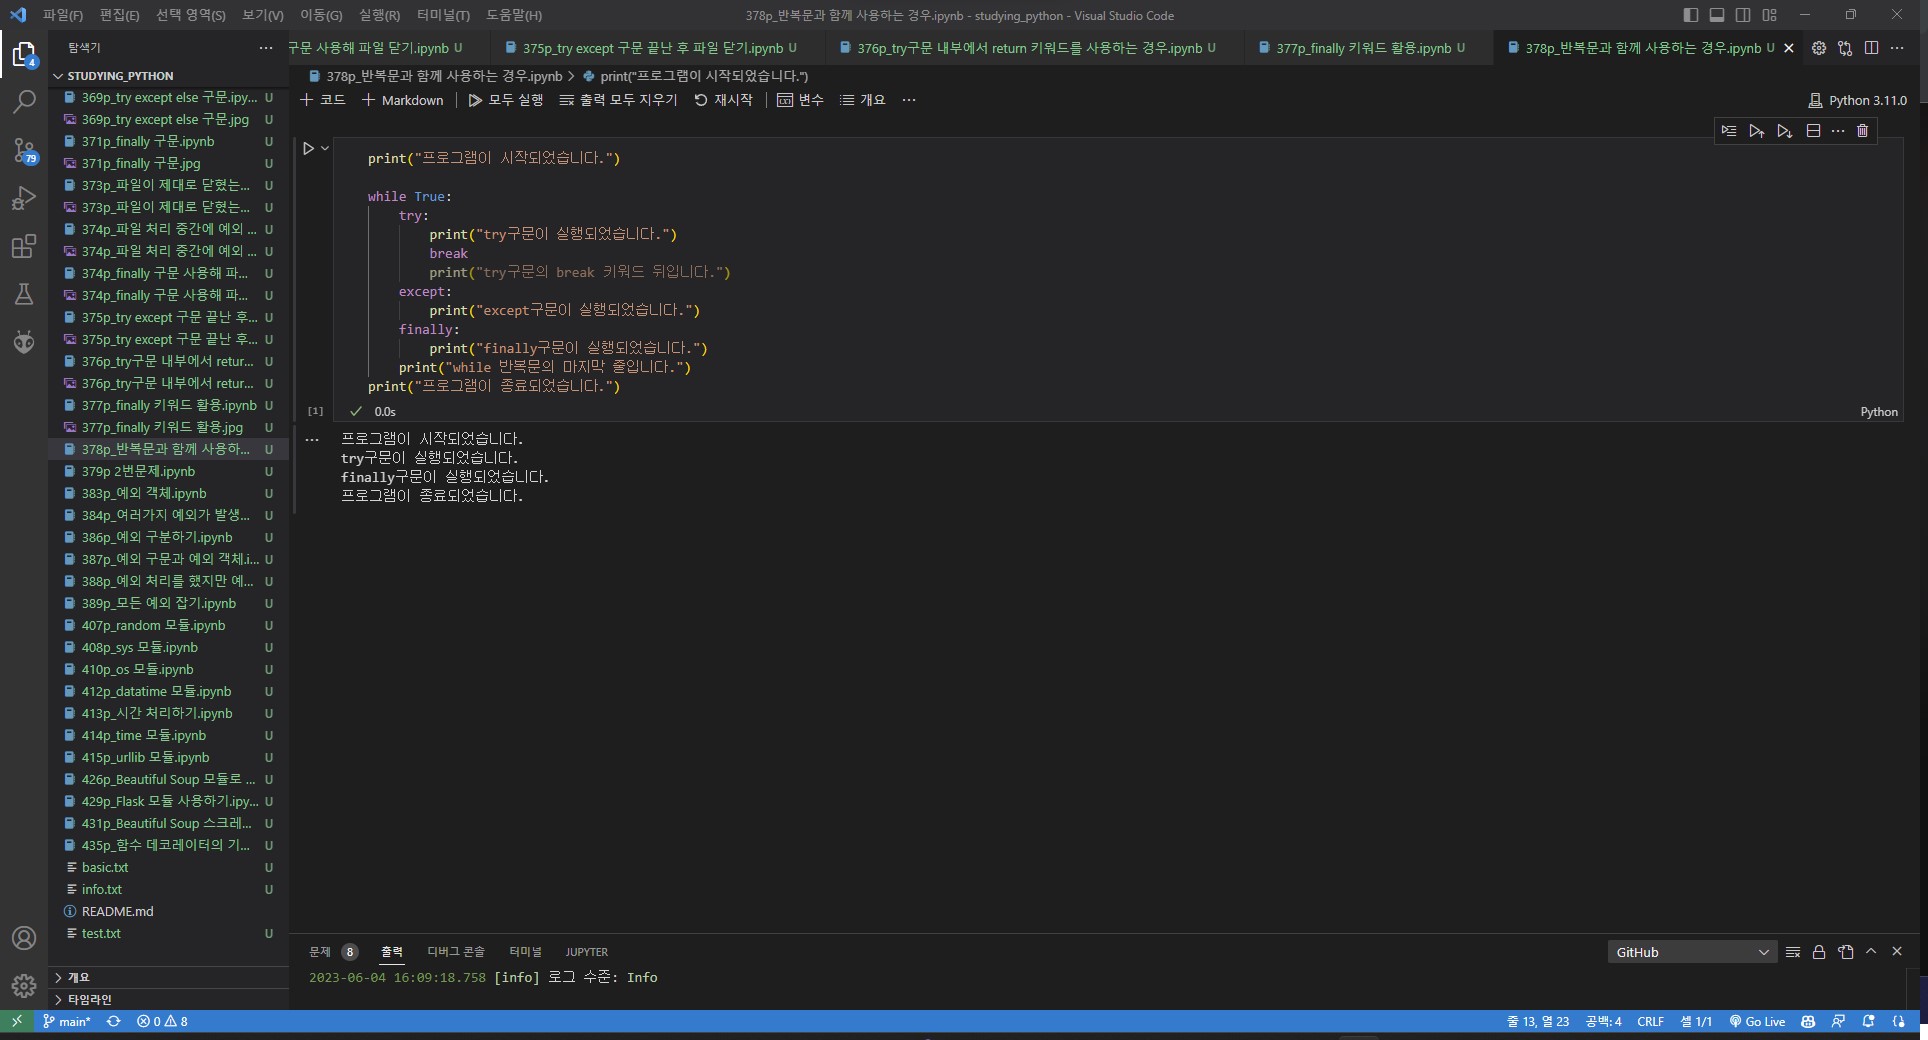 파일(F) 편집(E) 선택 영역(S) 보기(V) 이동(G) 실행(R) 터미널(T) 도움말(H)
378p_반복문과 함께 사용하는 경우.ipynb - studying_python - Visual Studio Code
탐색기
구문 사용해 파일 닫기.ipynb U
375p_try except 구문 끝난 후 파일 닫기.ipynb U
376p_try구문 내부에서 return 키워드를 사용하는 경우.ipynb U
377p_finally 키워드 활용.ipynb U
378p_반복문과 함께 사용하는 경우.ipynb U
4
79
STUDYING_PYTHON
369p_try except else 구문.ipy... U
369p_try except else 구문.jpg U
371p_finally 구문.ipynb U
371p_finally 구문.jpg U
373p_파일이 제대로 닫혔는... U
373p_파일이 제대로 닫혔는... U
374p_파일 처리 중간에 예외 ... U
374p_파일 처리 중간에 예외 ... U
374p_finally 구문 사용해 파... U
374p_finally 구문 사용해 파... U
375p_try except 구문 끝난 후... U
375p_try except 구문 끝난 후... U
376p_try구문 내부에서 retur... U
376p_try구문 내부에서 retur... U
377p_finally 키워드 활용.ipynb U
377p_finally 키워드 활용.jpg U
378p_반복문과 함께 사용하... U
379p 2번문제.ipynb U
383p_예외 객체.ipynb U
384p_여러가지 예외가 발생... U
386p_예외 구분하기.ipynb U
387p_예외 구문과 예외 객체.i... U
388p_예외 처리를 했지만 예... U
389p_모든 예외 잡기.ipynb U
407p_random 모듈.ipynb U
408p_sys 모듈.ipynb U
410p_os 모듈.ipynb U
412p_datatime 모듈.ipynb U
413p_시간 처리하기.ipynb U
414p_time 모듈.ipynb U
415p_urllib 모듈.ipynb U
426p_Beautiful Soup 모듈로 ... U
429p_Flask 모듈 사용하기.ipy... U
431p_Beautiful Soup 스크레... U
435p_함수 데코레이터의 기... U
basic.txt U
info.txt U
README.md
test.txt U
개요
타임라인
378p_반복문과 함께 사용하는 경우.ipynb > print("프로그램이 시작되었습니다.")
+ 코드 + Markdown 모두 실행 출력 모두 지우기 재시작 변수 개요 ...
Python 3.11.0
print("프로그램이 시작되었습니다.")
while True:
try:
print("try구문이 실행되었습니다.")
break
print("try구문의 break 키워드 뒤입니다.")
except:
print("except구문이 실행되었습니다.")
finally:
print("finally구문이 실행되었습니다.")
print("while 반복문의 마지막 줄입니다.")
print("프로그램이 종료되었습니다.")
[1] 0.0s Python
프로그램이 시작되었습니다.
try구문이 실행되었습니다.
finally구문이 실행되었습니다.
프로그램이 종료되었습니다.
문제 8 출력 디버그 콘솔 터미널 JUPYTER
GitHub
2023-06-04 16:09:18.758 [info] 로그 수준: Info
main* 0 8
줄 13, 열 23 공백: 4 CRLF 셀 1/1 Go Live